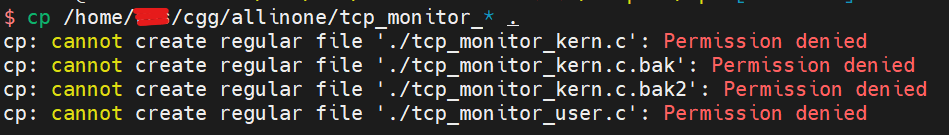 $ cp /home/s/cgg/allinone/tcp_monitor_* .
cp: cannot create regular file './tcp_monitor_kern.c': Permission denied
cp: cannot create regular file './tcp_monitor_kern.c.bak': Permission denied
cp: cannot create regular file './tcp_monitor_kern.c.bak2': Permission denied
cp: cannot create regular file './tcp_monitor_user.c': Permission denied